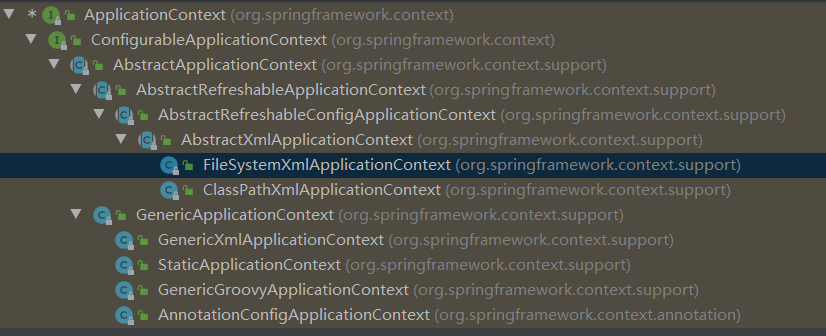 * ApplicationContext (org.springframework.context)
ConfigurableApplicationContext (org.springframework.context)
AbstractApplicationContext (org.springframework.context.support)
AbstractRefreshableApplicationContext (org.springframework.context.support)
AbstractRefreshableConfigApplicationContext (org.springframework.context.support)
AbstractXmlApplicationContext (org.springframework.context.support)
FileSystemXmlApplicationContext (org.springframework.context.support)
ClassPathXmlApplicationContext (org.springframework.context.support)
GenericApplicationContext (org.springframework.context.support)
GenericXmlApplicationContext (org.springframework.context.support)
StaticApplicationContext (org.springframework.context.support)
GenericGroovyApplicationContext (org.springframework.context.support)
AnnotationConfigApplicationContext (org.springframework.context.annotation)